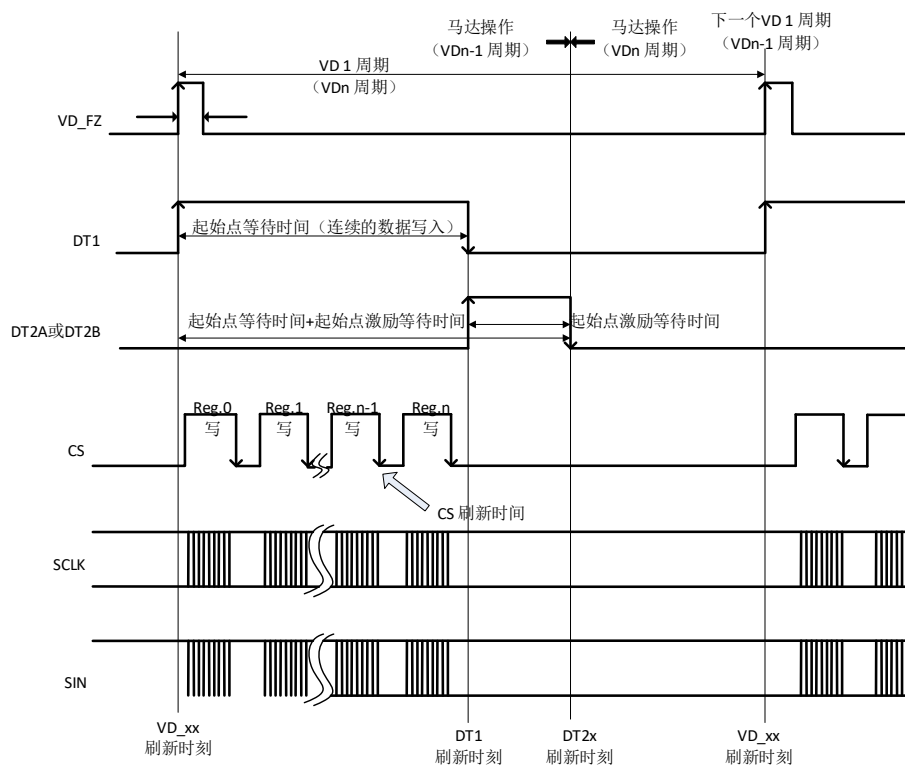 马达操作
（VDn-1 周期）
马达操作
（VDn 周期）
下一个VD 1 周期
（VDn-1 周期）
VD 1 周期
（VDn 周期）
VD_FZ
起始点等待时间（连续的数据写入）
DT1
起始点等待时间+起始点激励等待时间
起始点激励等待时间
DT2A或DT2B
Reg.0
写
Reg.1
写
Reg.n-1
写
Reg.n
写
CS
CS 刷新时间
SCLK
SIN
VD_xx
刷新时刻
DT1
刷新时刻
DT2x
刷新时刻
VD_xx
刷新时刻